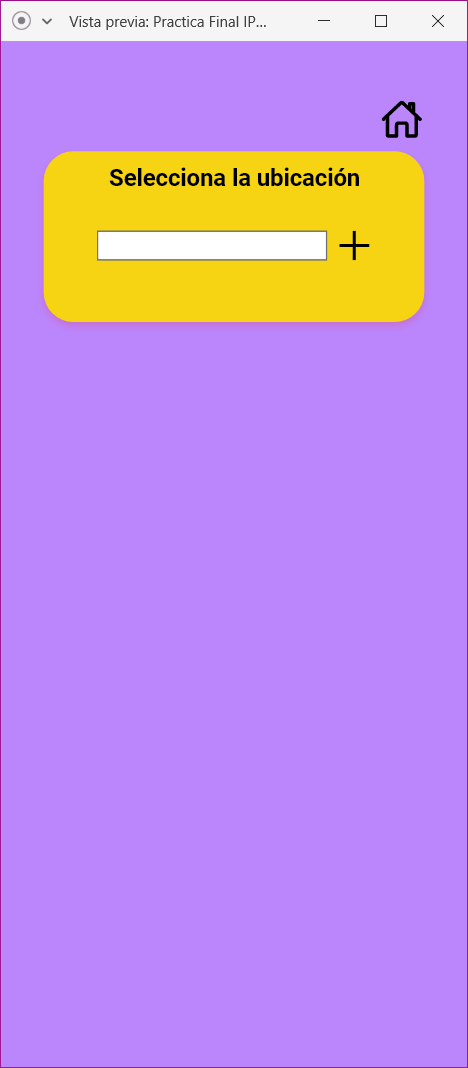 Vista previa: Practica Final IP...
Selecciona la ubicación